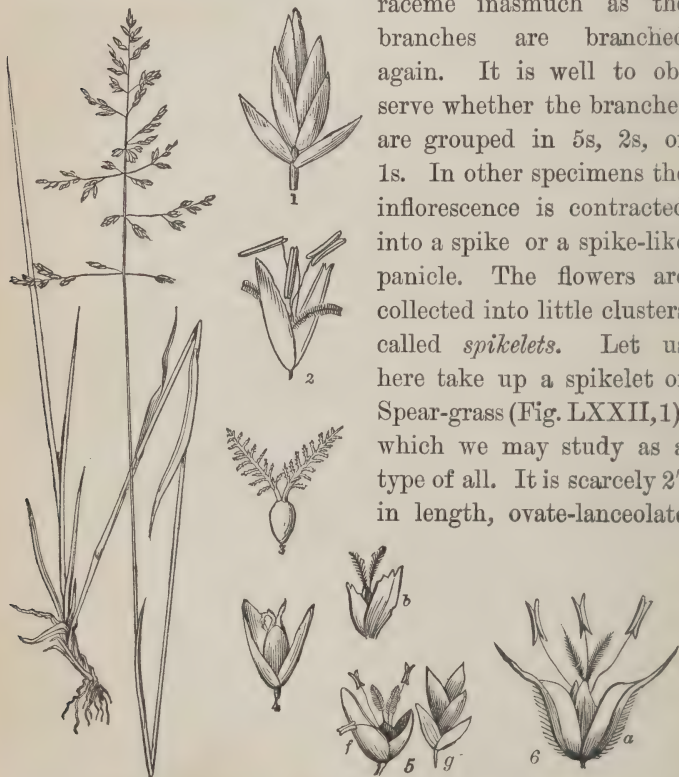 raceme inasmuch as the
branches are branched
again. It is well to ob
serve whether the branche
are grouped in 5s, 2s, or
1s. In other specimens the
inflorescence is contracted
into a spike or a spike-like
panicle. The flowers are
collected into little clusters
called spikelets. Let us
here take up a spikelet of
Spear-grass (Fig. LXXII, 1)
which we may study as a
type of all. It is scarcely 2'
in length, ovate-lanceolate
1
2
3
4
b
f 5 g
6 a